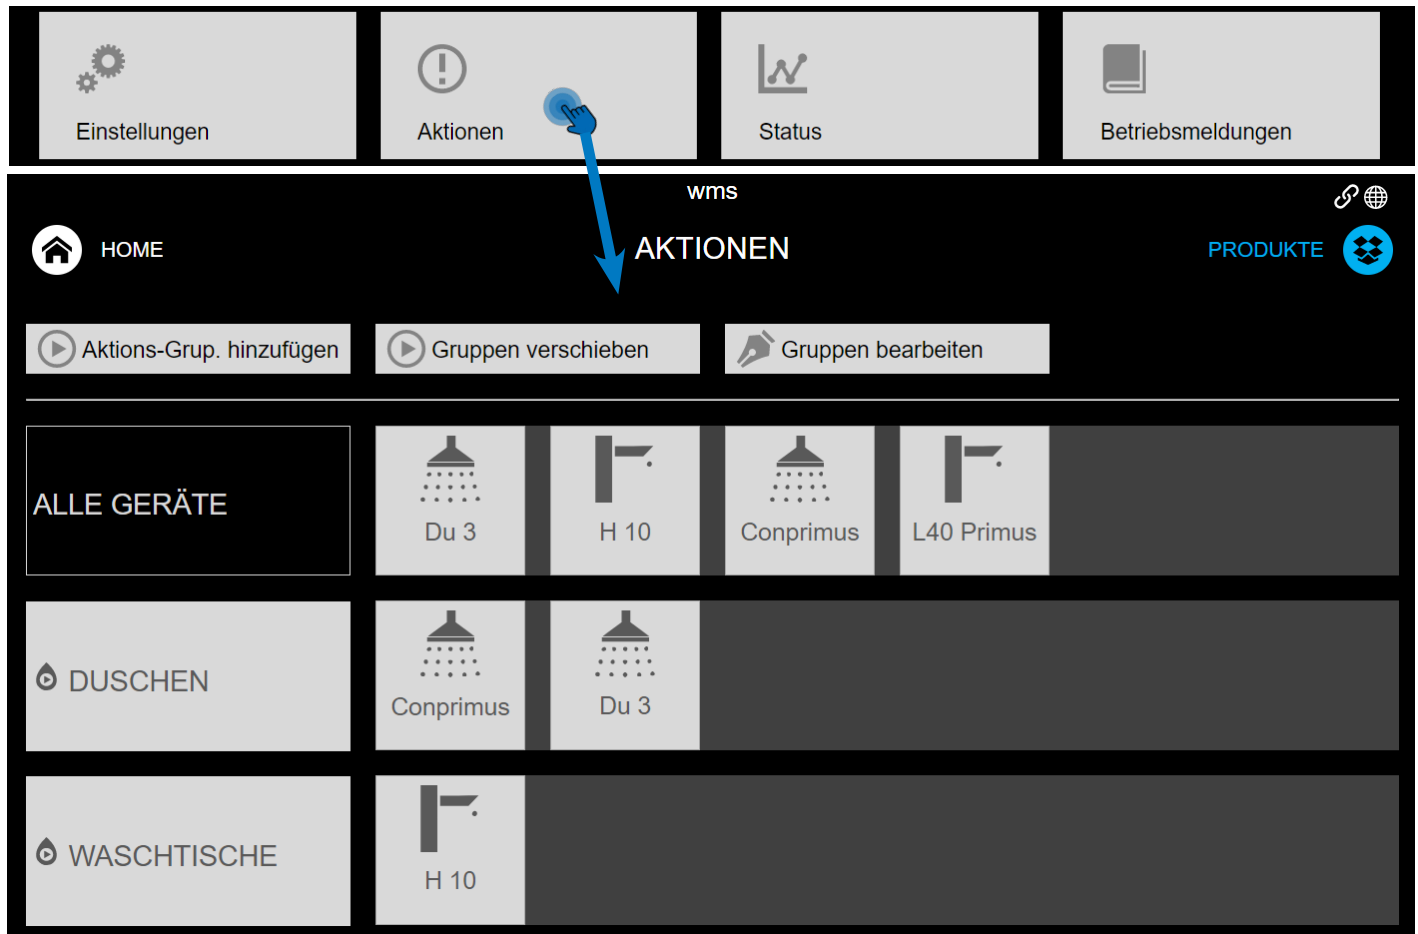 Einstellungen
Aktionen
Status
Betriebsmeldungen
wms
HOME
AKTIONEN
PRODUKTE
Aktions-Grup. hinzufügen
Gruppen verschieben
Gruppen bearbeiten
ALLE GERÄTE
Du 3
H 10
Conprimus
L40 Primus
DUSCHEN
Conprimus
Du 3
WASCHTISCHE
H 10